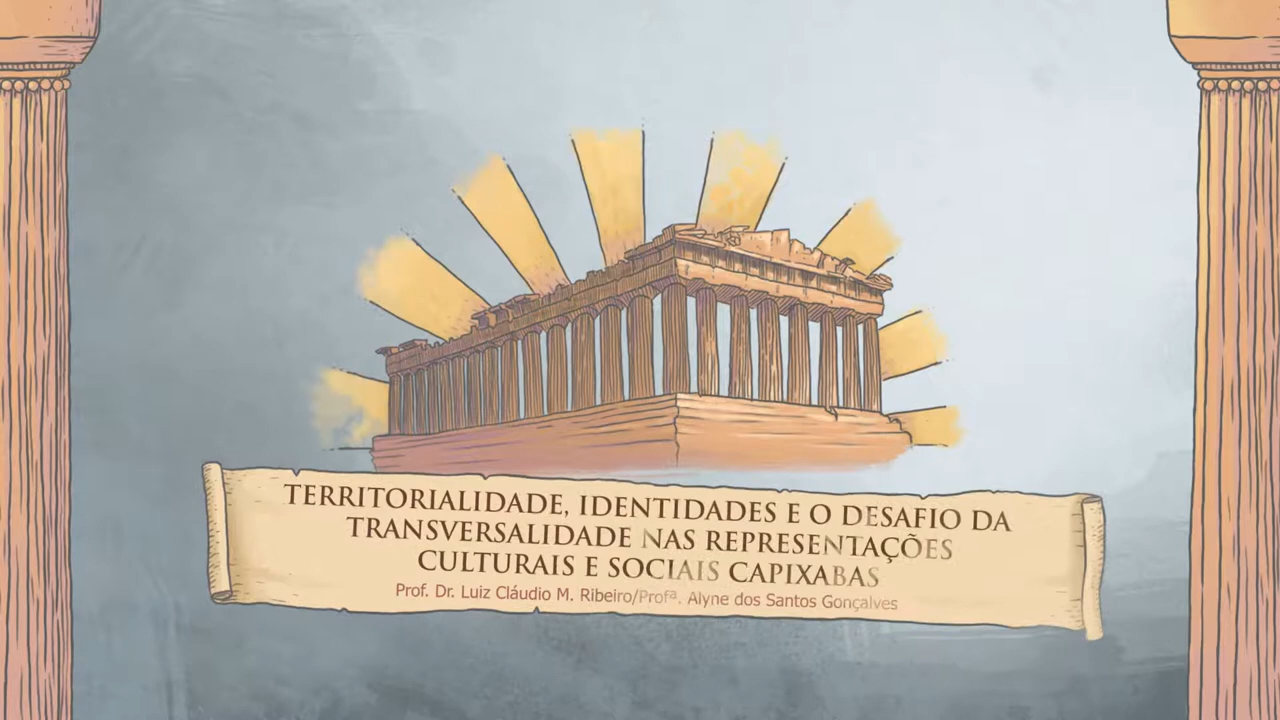 TERRITORIALIDADE, IDENTIDADES E O DESAFIO DA
TRANSVERSALIDADE NAS REPRESENTAÇÕES
CULTURAIS E SOCIAIS CAPIXABAS
Prof. Dr. Luiz Cláudio M. Ribeiro/Profª. Alyne dos Santos Gonçalves